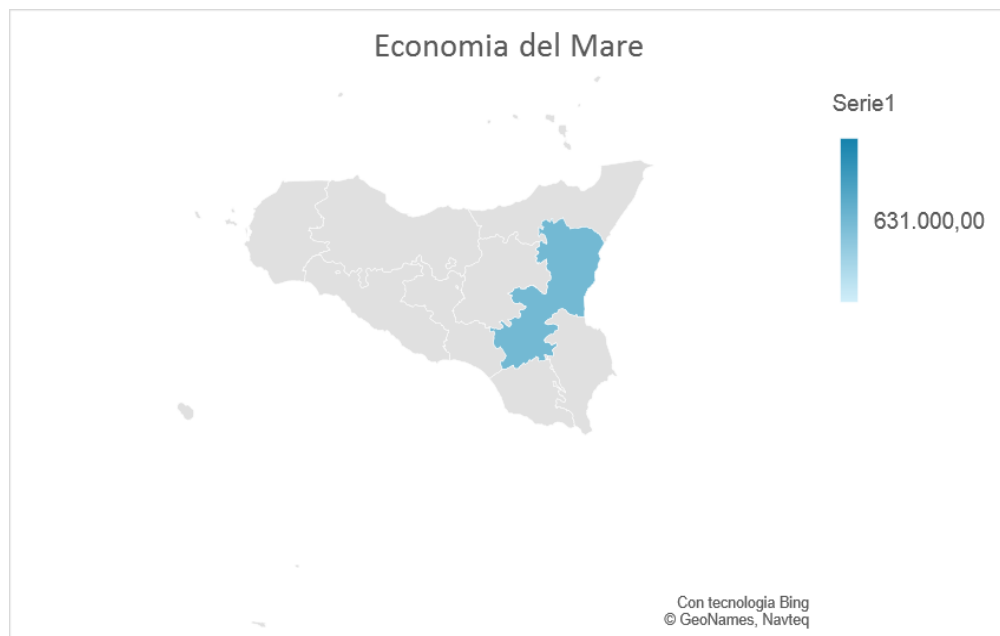 Economia del Mare
Serie1
631.000,00
Con tecnologia Bing
© GeoNames, Navteq